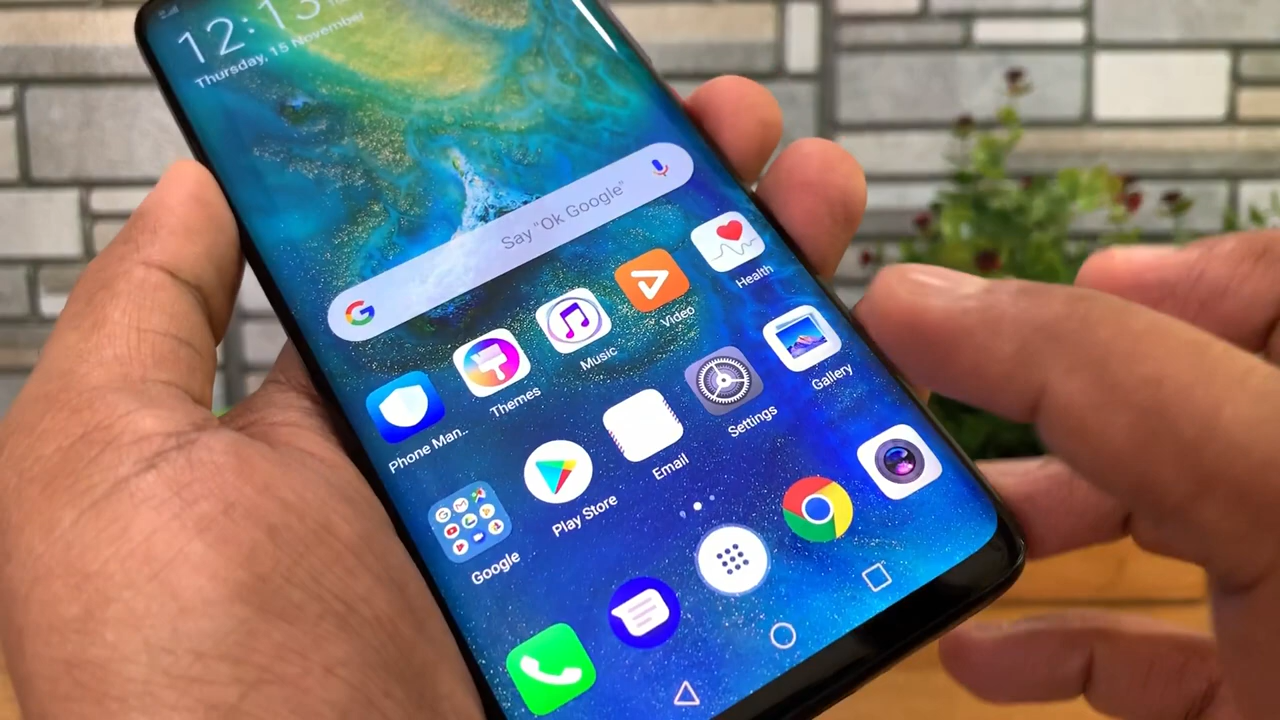 12:13
Thursday, 15 November
Say "Ok Google"
Phone Man..
Themes
Music
Video
Health
Google
Play Store
Email
Settings
Gallery